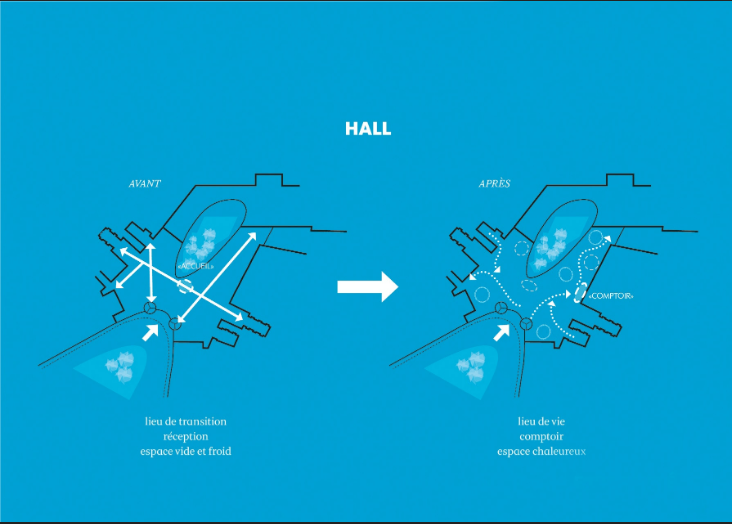 HALL
AVANT
«ACCUEIL»
lieu de transition
réception
espace vide et froid
APRÈS
«COMPTOIR»
lieu de vie
comptoir
espace chaleureux